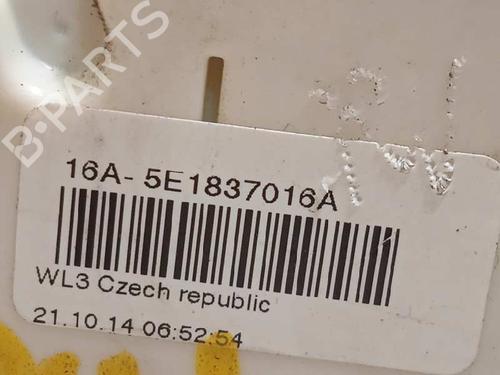 B-PARTS
16A- 5E1837016A
WL3 Czech republic
21.10.14 06:52:54